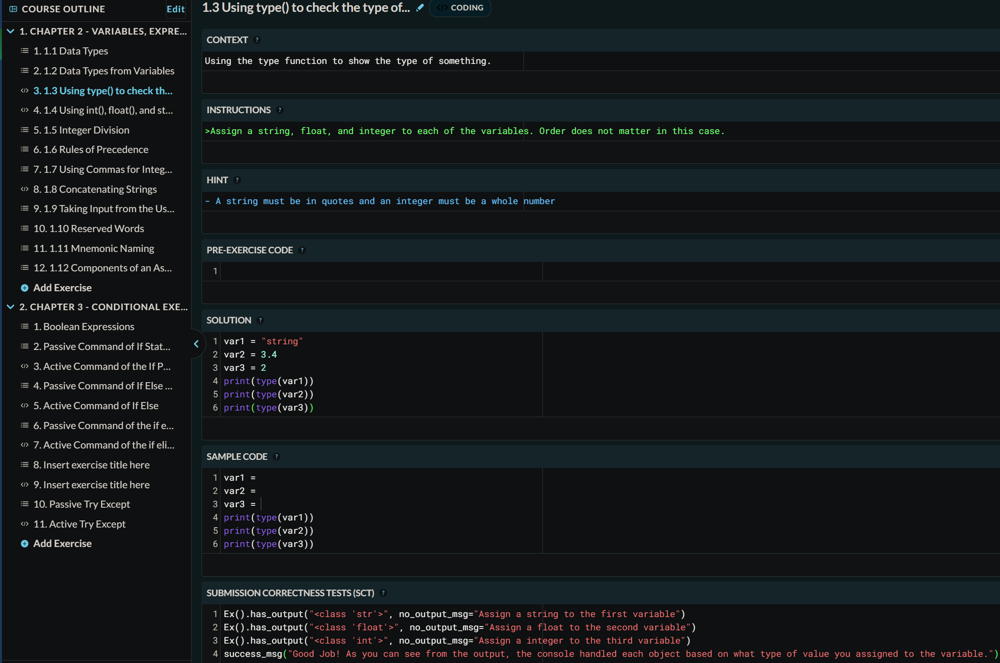 COURSE OUTLINE
Edit
1. CHAPTER 2 - VARIABLES, EXPRE...
1. 1.1 Data Types
2. 1.2 Data Types from Variables
3. 1.3 Using type() to check th...
4. 1.4 Using int(), float(), and st...
5. 1.5 Integer Division
6. 1.6 Rules of Precedence
7. 1.7 Using Commas for Integ...
8. 1.8 Concatenating Strings
9. 1.9 Taking Input from the Us...
10. 1.10 Reserved Words
11. 1.11 Mnemonic Naming
12. 1.12 Components of an As...
Add Exercise
2. CHAPTER 3 - CONDITIONAL EXE...
1. Boolean Expressions
2. Passive Command of If Stat...
3. Active Command of the If P...
4. Passive Command of If Else ...
5. Active Command of If Else
6. Passive Command of the if e...
7. Active Command of the if eli...
8. Insert exercise title here
9. Insert exercise title here
10. Passive Try Except
11. Active Try Except
Add Exercise
1.3 Using type() to check the type of...
</> CODING
CONTEXT ?
Using the type function to show the type of something.
INSTRUCTIONS ?
>Assign a string, float, and integer to each of the variables. Order does not matter in this case.
HINT ?
- A string must be in quotes and an integer must be a whole number
PRE-EXERCISE CODE ?
1
SOLUTION ?
1 var1 = "string"
2 var2 = 3.4
3 var3 = 2
4 print(type(var1))
5 print(type(var2))
6 print(type(var3))
SAMPLE CODE ?
1 var1 =
2 var2 =
3 var3 =
4 print(type(var1))
5 print(type(var2))
6 print(type(var3))
SUBMISSION CORRECTNESS TESTS (SCT) ?
1 Ex().has_output("<class 'str'>", no_output_msg="Assign a string to the first variable")
2 Ex().has_output("<class 'float'>", no_output_msg="Assign a float to the second variable")
3 Ex().has_output("<class 'int'>", no_output_msg="Assign a integer to the third variable")
4 success_msg("Good Job! As you can see from the output, the console handled each object based on what type of value you assigned to the variable.")